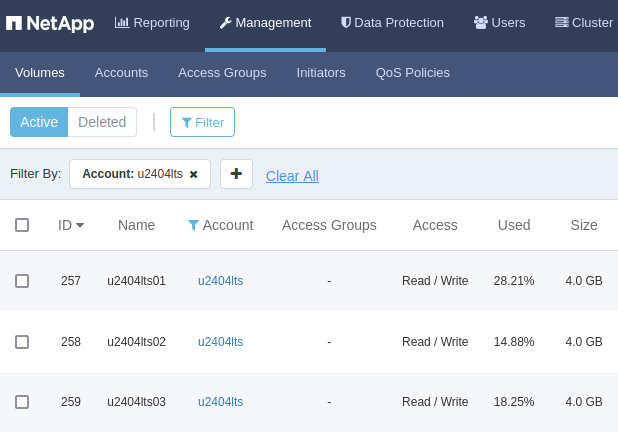 NetApp Reporting Management Data Protection Users Cluster
Volumes Accounts Access Groups Initiators QoS Policies
Active Deleted Filter
Filter By: Account: u2404lts Clear All
ID Name Account Access Groups Access Used Size
257 u2404lts01 u2404lts - Read / Write 28.21% 4.0 GB
258 u2404lts02 u2404lts - Read / Write 14.88% 4.0 GB
259 u2404lts03 u2404lts - Read / Write 18.25% 4.0 GB